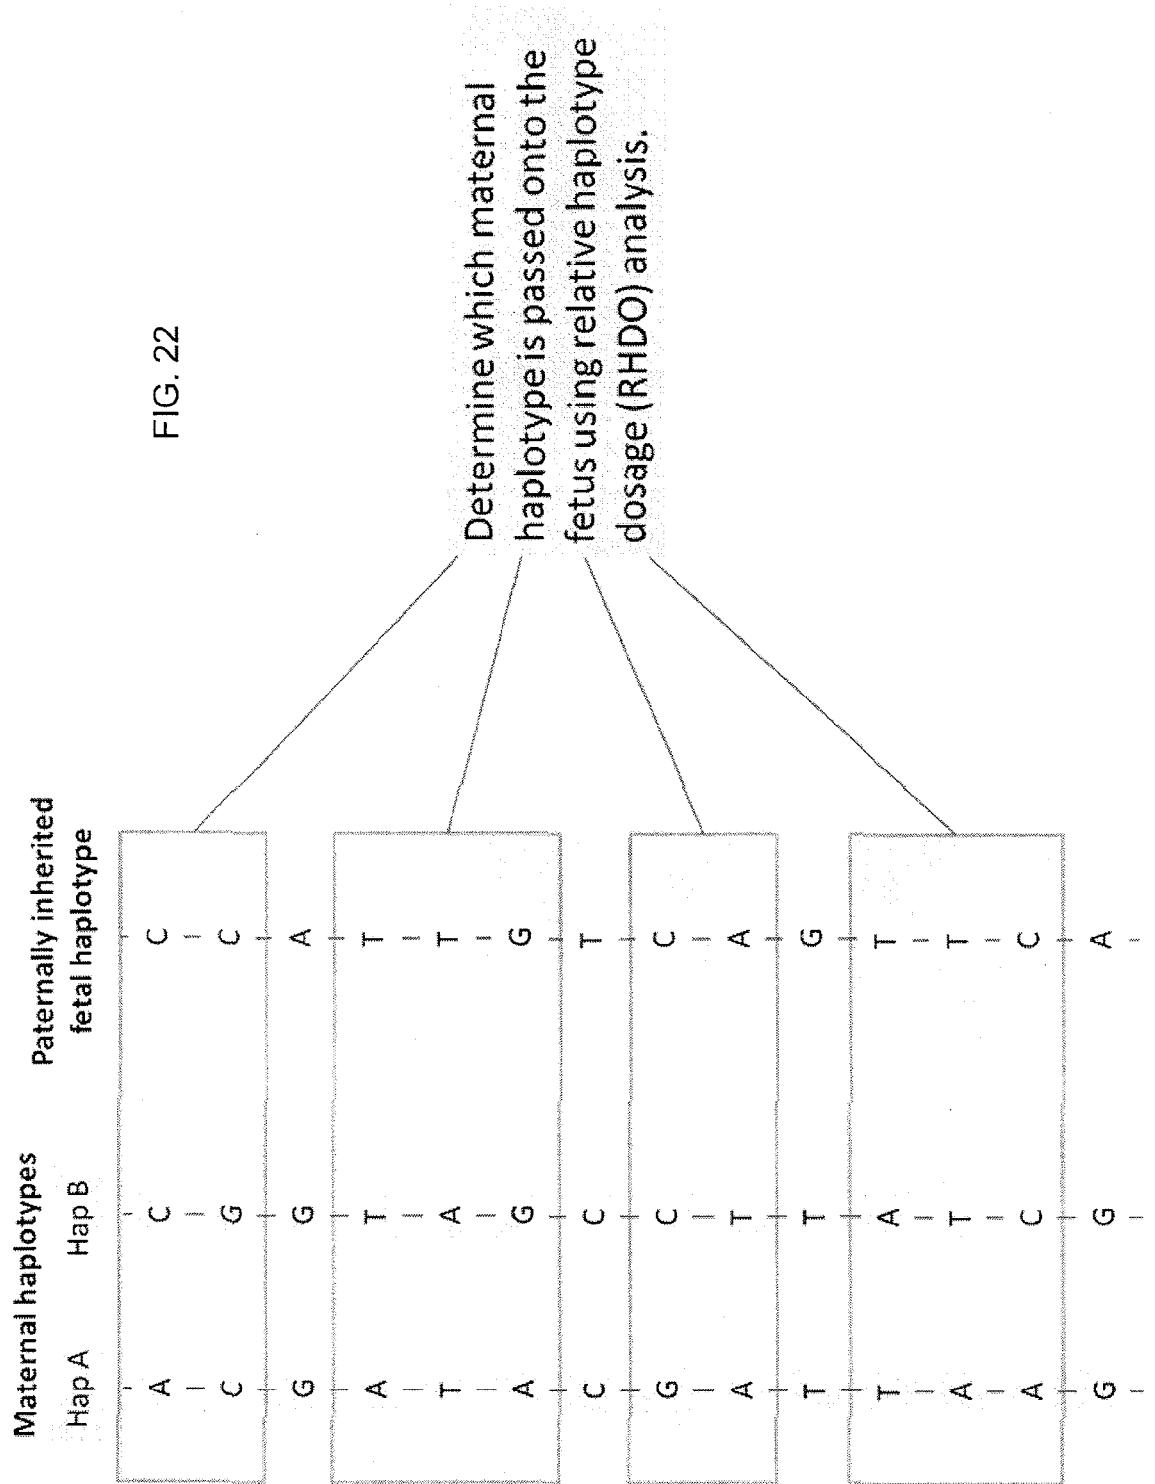 Maternal haplotypes
Paternally inherited
fetal haplotype
Hap A Hap B
FIG. 22
A C C
C G C
G G A
A T T
T A T
A G G
C C T
G C C
A T A
T T G
T A T
A T T
A C C
G G A
Determine which maternal
haplotype is passed onto the
fetus using relative haplotype
dosage (RHDO) analysis.